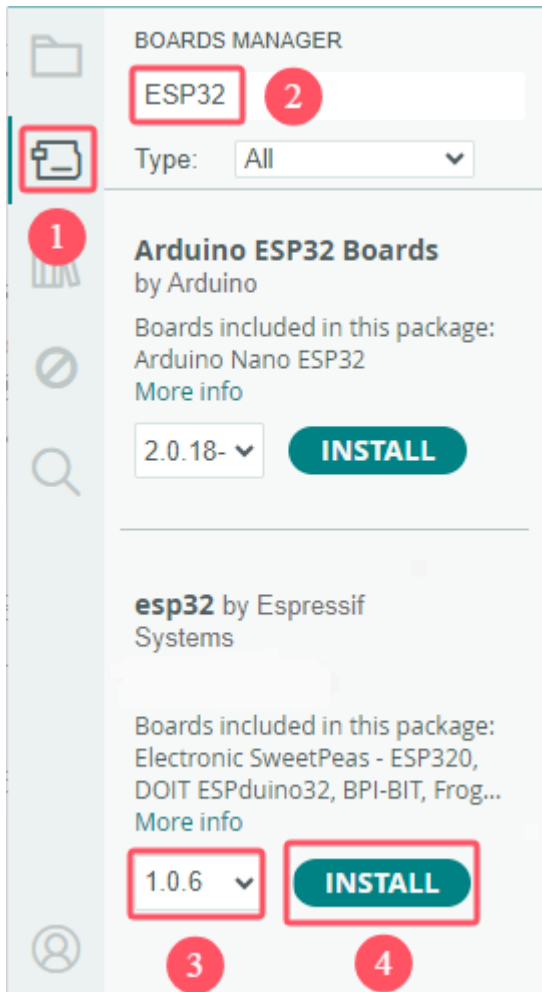 BOARDS MANAGER
ESP32
2
Type: All
1
Arduino ESP32 Boards
by Arduino
Boards included in this package:
Arduino Nano ESP32
More info
2.0.18- INSTALL
esp32 by Espressif
Systems
Boards included in this package:
Electronic SweetPeas - ESP320,
DOIT ESPduino32, BPI-BIT, Frog...
More info
1.0.6 INSTALL
3 4